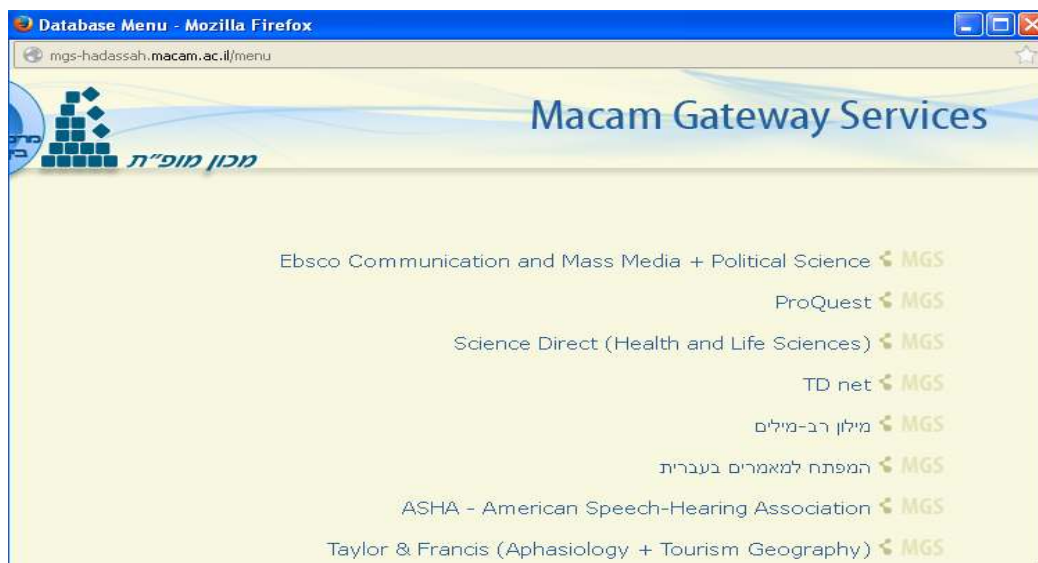 Database Menu - Mozilla Firefox
mgs-hadassah.macam.ac.il/menu
Macam Gateway Services
מכון מופ״ת
Ebsco Communication and Mass Media + Political Science MGS
ProQuest MGS
Science Direct (Health and Life Sciences) MGS
TD net MGS
מילון רב-מילים MGS
המפתח למאמרים בעברית MGS
ASHA - American Speech-Hearing Association MGS
Taylor & Francis (Aphasiology + Tourism Geography) MGS